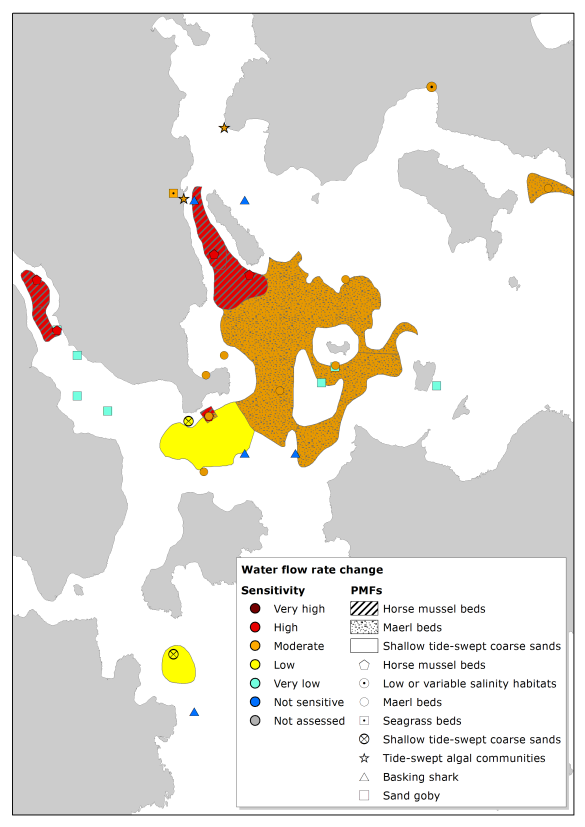 Water flow rate change
Sensitivity
Very high
High
Moderate
Low
Very low
Not sensitive
Not assessed
PMFs
Horse mussel beds
Maerl beds
Shallow tide-swept coarse sands
Horse mussel beds
Low or variable salinity habitats
Maerl beds
Seagrass beds
Shallow tide-swept coarse sands
Tide-swept algal communities
Basking shark
Sand goby